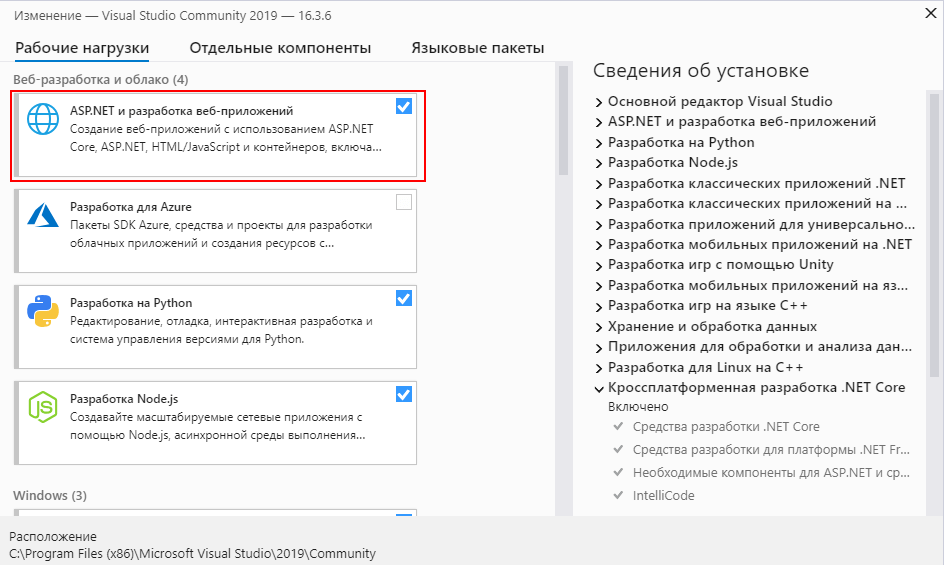 Изменение — Visual Studio Community 2019 — 16.3.6
Рабочие нагрузки
Отдельные компоненты
Языковые пакеты
Веб-разработка и облако (4)
ASP.NET и разработка веб-приложений
Создание веб-приложений с использованием ASP.NET
Core, ASP.NET, HTML/JavaScript и контейнеров, включа...
Разработка для Azure
Пакеты SDK Azure, средства и проекты для разработки
облачных приложений и создания ресурсов с...
Разработка на Python
Редактирование, отладка, интерактивная разработка и
система управления версиями для Python.
Разработка Node.js
Создавайте масштабируемые сетевые приложения с
помощью Node.js, асинхронной среды выполнения...
Windows (3)
Сведения об установке
Основной редактор Visual Studio
ASP.NET и разработка веб-приложений
Разработка на Python
Разработка Node.js
Разработка классических приложений .NET
Разработка классических приложений на ...
Разработка приложений для универсально...
Разработка мобильных приложений на .NET
Разработка игр с помощью Unity
Разработка мобильных приложений на яз...
Разработка игр на языке C++
Хранение и обработка данных
Приложения для обработки и анализа дан...
Разработка для Linux на C++
Кроссплатформенная разработка .NET Core
Включено
Средства разработки .NET Core
Средства разработки для платформы .NET Fr...
Необходимые компоненты для ASP.NET и ср...
IntelliCode
Расположение
C:\Program Files (x86)\Microsoft Visual Studio\2019\Community